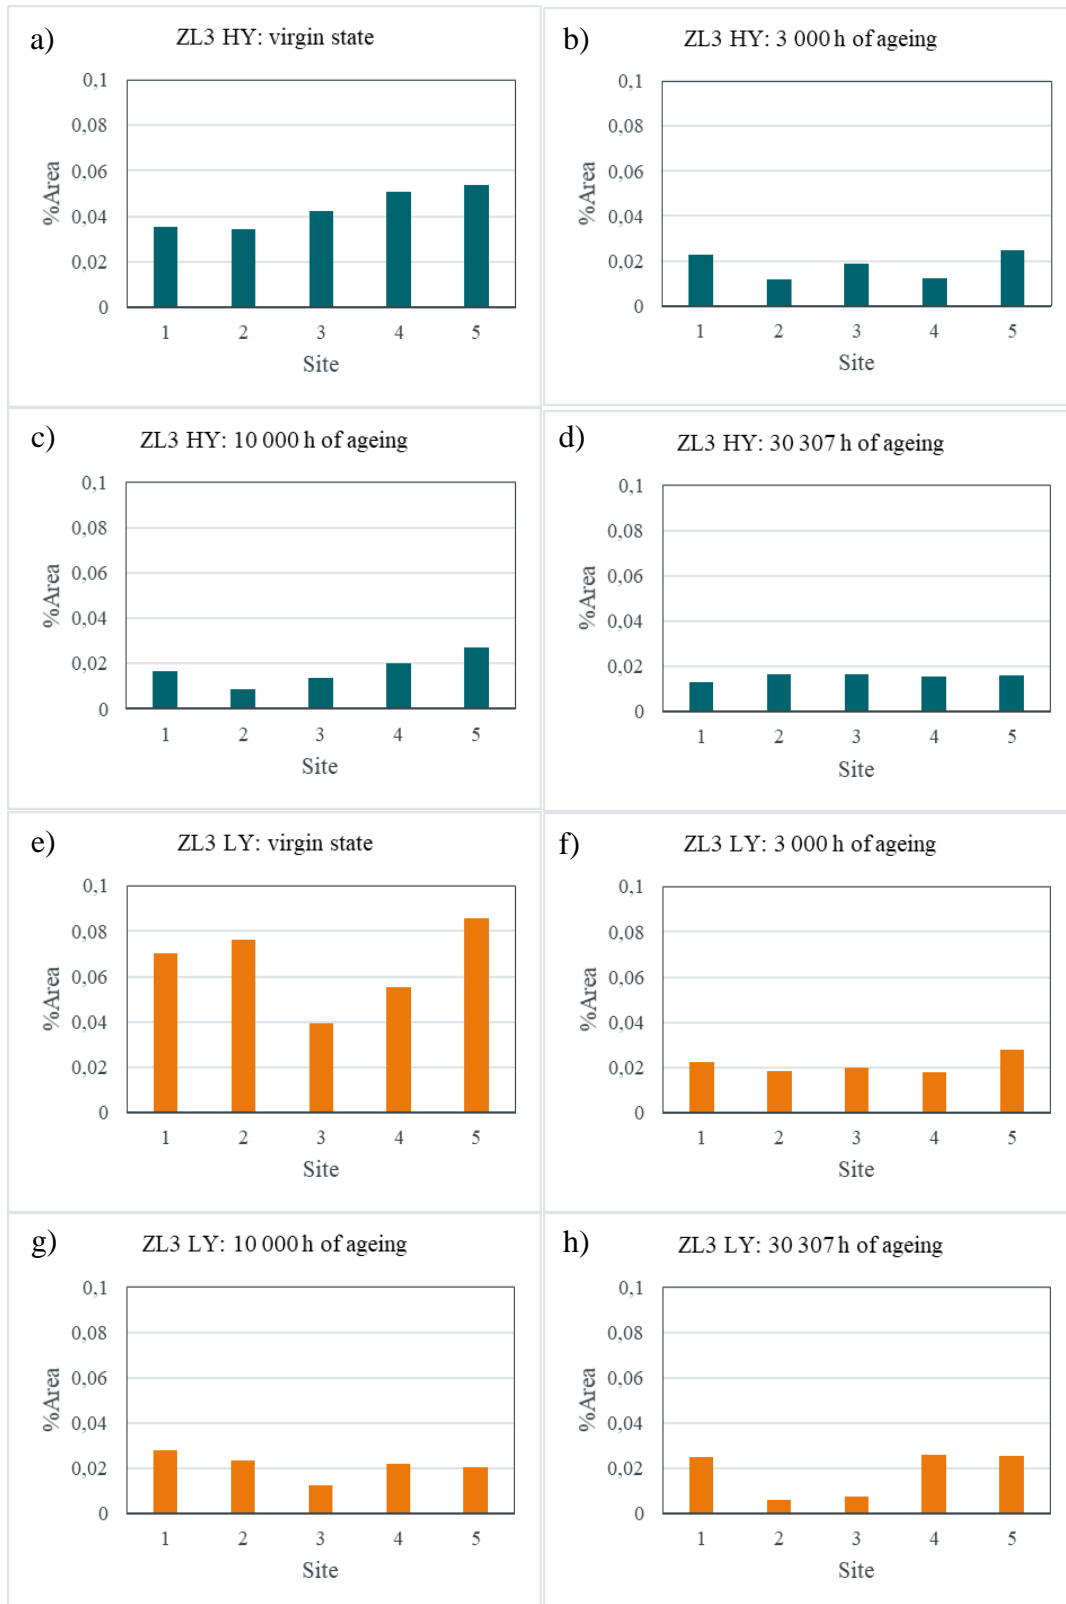 a)
ZL3 HY: virgin state
0,1
0,08
0,06
0,04
0,02
0
%Area
1 2 3 4 5
Site
b)
ZL3 HY: 3 000 h of ageing
0,1
0,08
0,06
0,04
0,02
0
%Area
1 2 3 4 5
Site
c)
ZL3 HY: 10 000 h of ageing
0,1
0,08
0,06
0,04
0,02
0
%Area
1 2 3 4 5
Site
d)
ZL3 HY: 30 307 h of ageing
0,1
0,08
0,06
0,04
0,02
0
%Area
1 2 3 4 5
Site
e)
ZL3 LY: virgin state
0,1
0,08
0,06
0,04
0,02
0
%Area
1 2 3 4 5
Site
f)
ZL3 LY: 3 000 h of ageing
0,1
0,08
0,06
0,04
0,02
0
%Area
1 2 3 4 5
Site
g)
ZL3 LY: 10 000 h of ageing
0,1
0,08
0,06
0,04
0,02
0
%Area
1 2 3 4 5
Site
h)
ZL3 LY: 30 307 h of ageing
0,1
0,08
0,06
0,04
0,02
0
%Area
1 2 3 4 5
Site